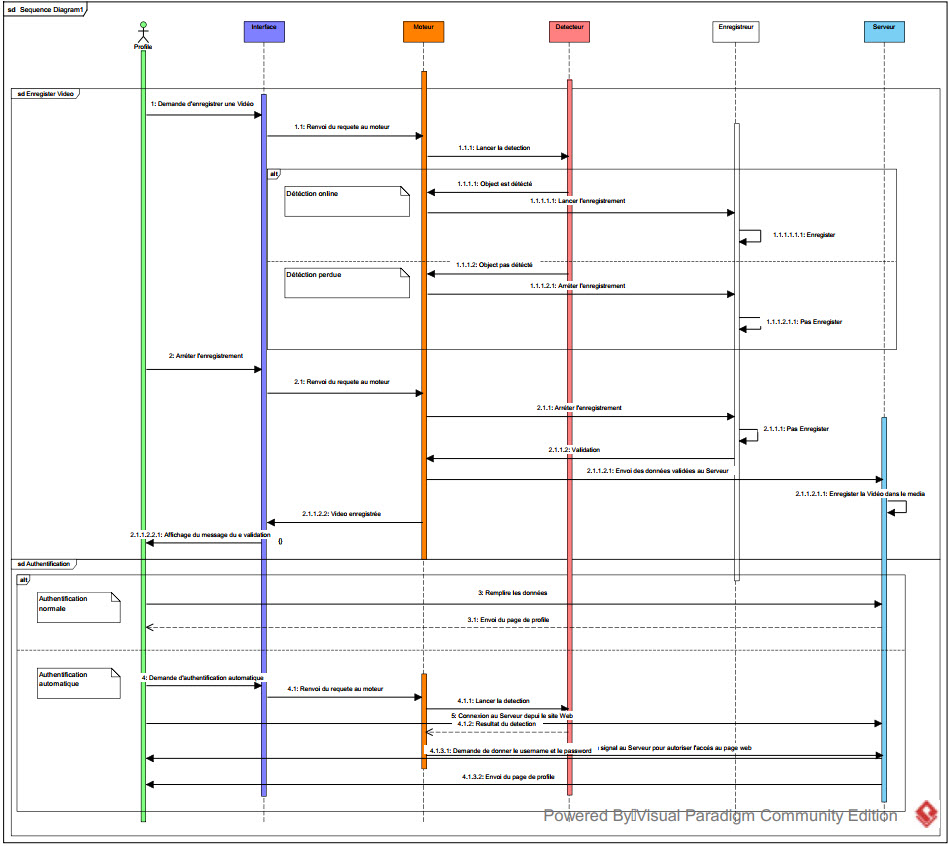 sd Sequence Diagram1
Interface
Moteur
Detecteur
Enregistreur
Serveur
Profile
sd Enregister Video
1: Demande d'enregistrer une Vidéo
1.1: Renvoi du requete au moteur
1.1.1: Lancer la detection
alt
1.1.1.1: Object est détécté
Détéction online
1.1.1.1.1: Lancer l'enregistrement
1.1.1.1.1.1: Enregister
1.1.1.2: Object pas détécté
Détéction perdue
1.1.1.2.1: Arrêter l'enregistrement
1.1.1.2.1.1: Pas Enregister
2: Arrêter l'enregistrement
2.1: Renvoi du requete au moteur
2.1.1: Arrêter l'enregistrement
2.1.1.1: Pas Enregister
2.1.1.2: Validation
2.1.1.2.1: Envoi des données validées au Serveur
2.1.1.2.1.1: Enregister la Vidéo dans le media
2.1.1.2.2: Video enregistrée
2.1.1.2.2.1: Affichage du message du e validation
{}
sd Authentification
alt
Authentification
normale
3: Remplire les données
3.1: Envoi du page de profile
Authentification
automatique
4: Demande d'authentification automatique
4.1: Renvoi du requete au moteur
4.1.1: Lancer la detection
5: Connexion au Serveur depui le site Web
4.1.2: Resultat du detection
4.1.3.1: Demande de donner le username et le password
signal au Serveur pour autoriser l'accés au page web
4.1.3.2: Envoi du page de profile
Powered By Visual Paradigm Community Edition